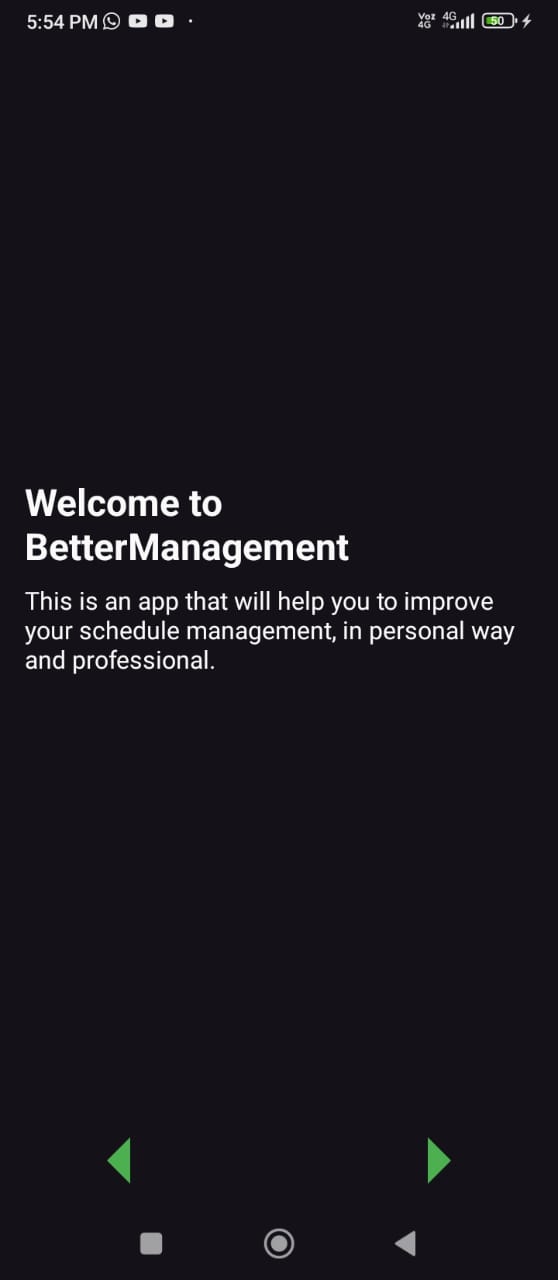 5:54 PM
Voz 4G
4G
50
Welcome to
BetterManagement
This is an app that will help you to improve
your schedule management, in personal way
and professional.